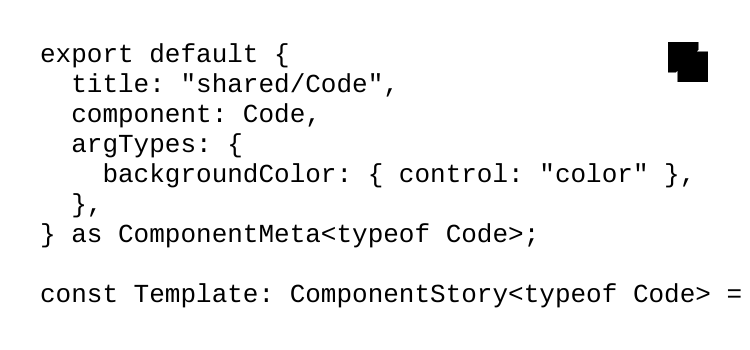 export default {
  title: "shared/Code",
  component: Code,
  argTypes: {
    backgroundColor: { control: "color" },
  },
} as ComponentMeta<typeof Code>;

const Template: ComponentStory<typeof Code> =